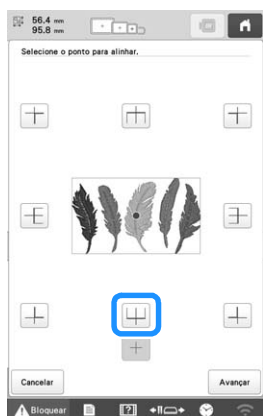 56.4 mm
95.8 mm
Selecione o ponto para alinhar.
Cancelar
Avançar
Bloquear